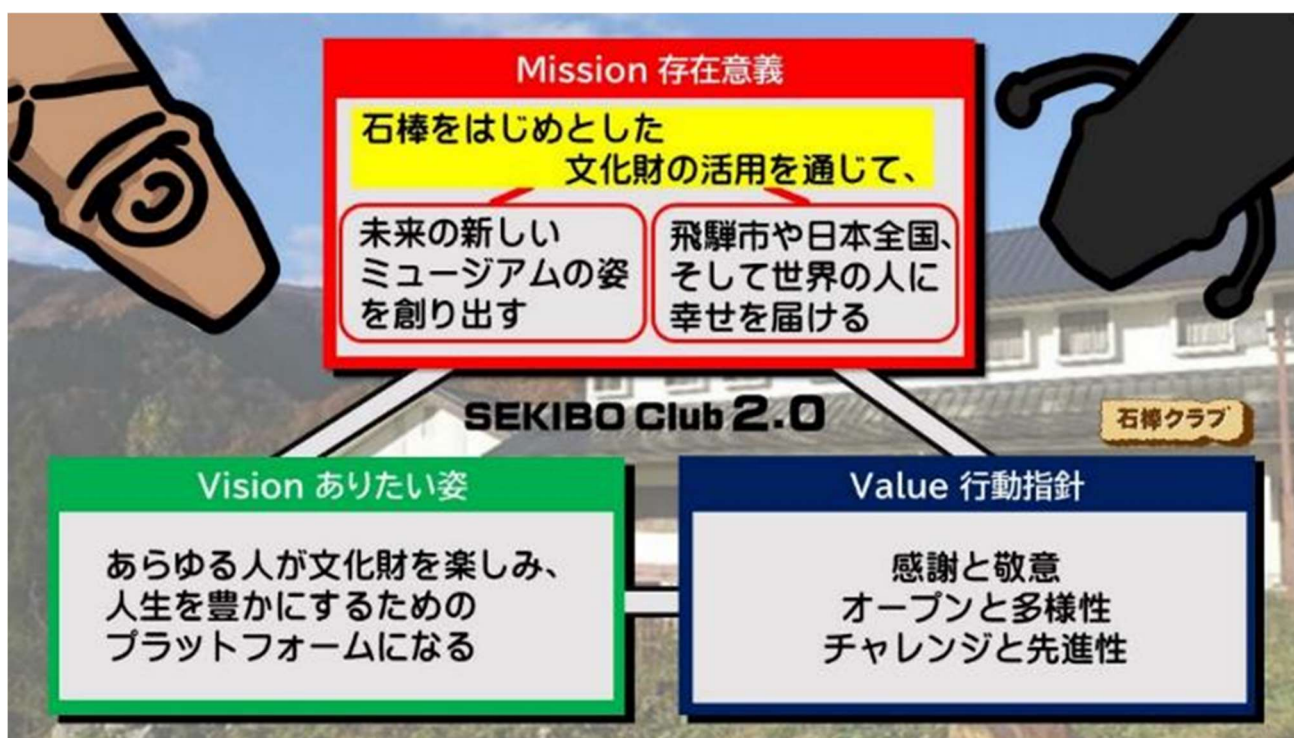 Mission 存在意義
石棒をはじめとした
文化財の活用を通じて、
未来の新しい
ミュージアムの姿
を創り出す
飛騨市や日本全国、
そして世界の人に
幸せを届ける
SEKIBO Club 2.0
石棒クラブ
Vision ありたい姿
あらゆる人が文化財を楽しみ、
人生を豊かにするための
プラットフォームになる
Value 行動指針
感謝と敬意
オープンと多様性
チャレンジと先進性